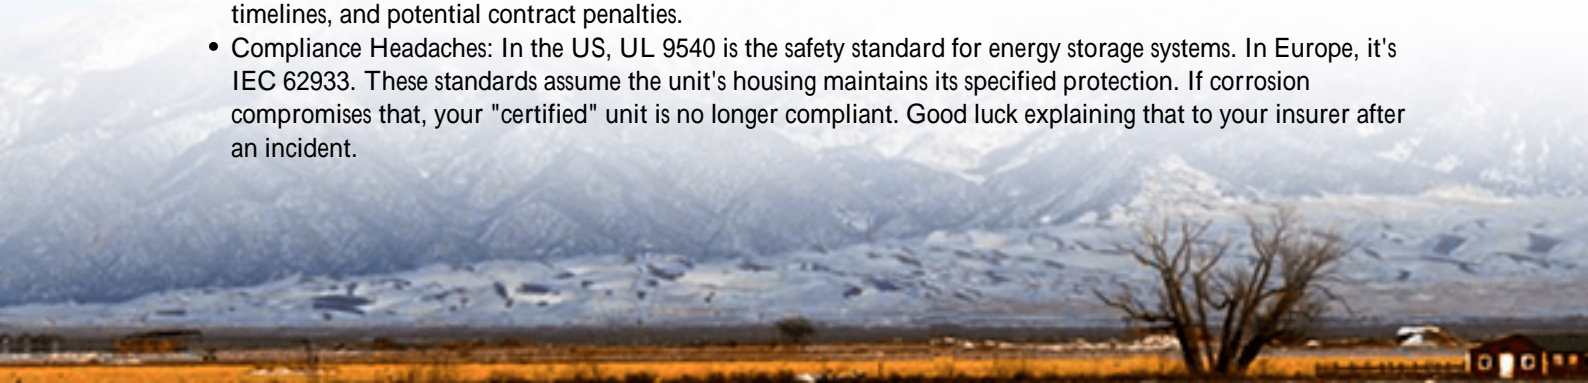 timelines, and potential contract penalties.
• Compliance Headaches: In the US, UL 9540 is the safety standard for energy storage systems. In Europe, it's
IEC 62933. These standards assume the unit's housing maintains its specified protection. If corrosion
compromises that, your "certified" unit is no longer compliant. Good luck explaining that to your insurer after
an incident.